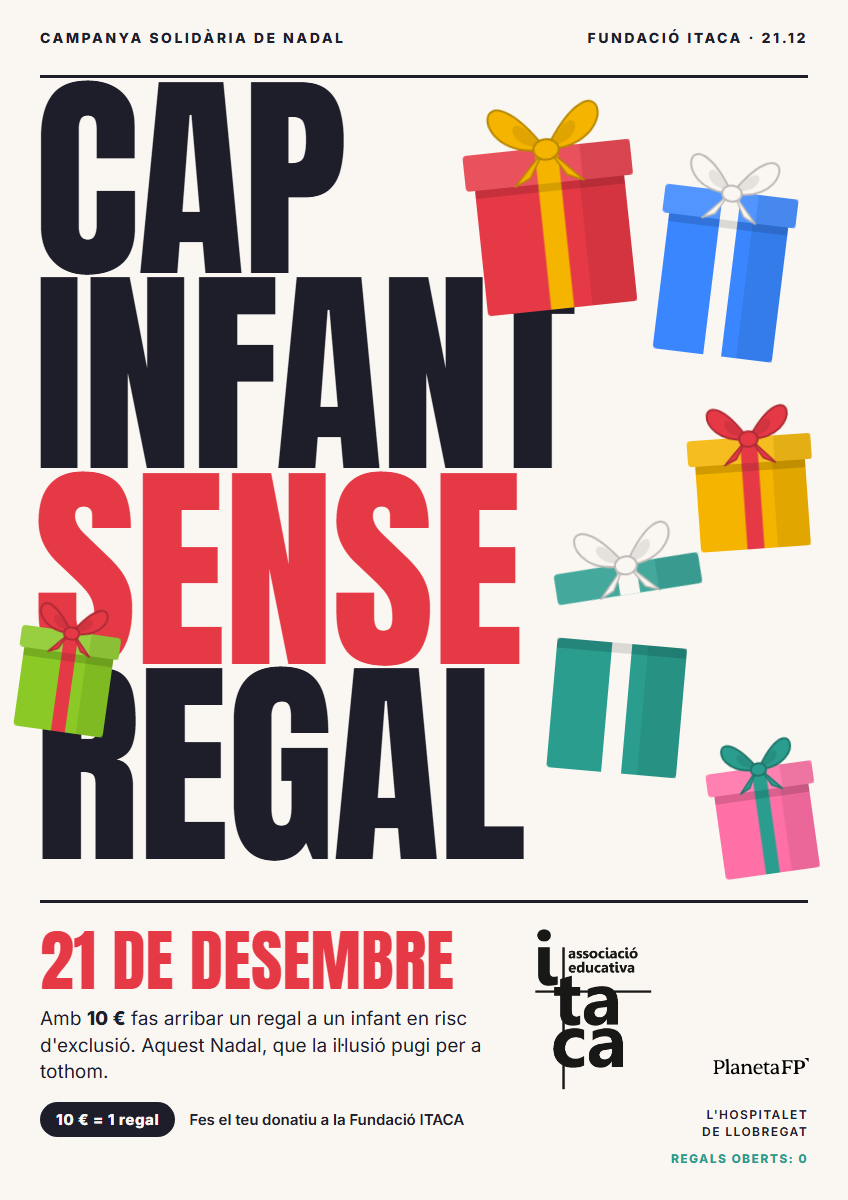 CAMPANYA SOLIDÀRIA DE NADAL
FUNDACIÓ ITACA · 21.12
CAP
INFANT
SENSE
REGAL
21 DE DESEMBRE
Amb 10 € fas arribar un regal a un infant en risc
d'exclusió. Aquest Nadal, que la il·lusió pugi per a
tothom.
10 € = 1 regal
Fes el teu donatiu a la Fundació ITACA
associació
educativa
itaca
PlanetaFP
L'HOSPITALET
DE LLOBREGAT
REGALS OBERTS: 0